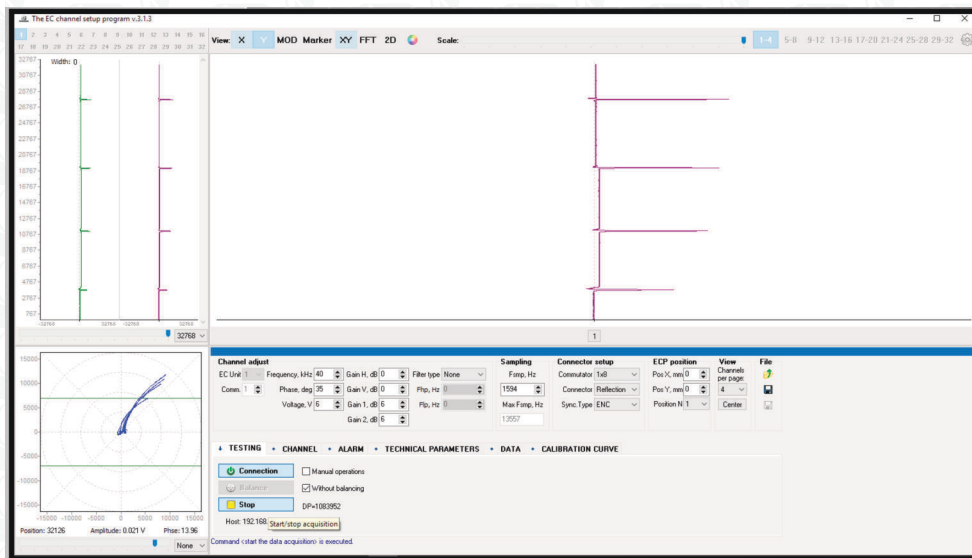 The EC channel setup program v.3.1.3
1 2 3 4 5 6 7 8 9 10 11 12 13 14 15 16
17 18 19 20 21 22 23 24 25 26 27 28 29 30 31 32
View: X Y MOD Marker XY FFT 2D Scale: 1-4 5-8 9-12 13-16 17-20 21-24 25-28 29-32
Width: 0
32767
28767
26767
24767
22767
20767
18767
16767
14767
12767
10767
8767
6767
4767
2767
767
-32768 32768 -32768 32768
32768
1
Channel adjust Sampling Connector setup ECP position View File
EC Unit 1 Frequency, kHz 40 Gain H, dB 0 Filter type None Fsmp, Hz Commutator 1x8 Pos X, mm 0 Channels per page:
Comm. 1 Phase, deg 35 Gain V, dB 0 Fhp, Hz 0 1594 Connector Reflection Pos Y, mm 0 4
Voltage, V 6 Gain 1, dB 6 Flp, Hz 0 Max Fsmp, Hz Sync.Type ENC Position N 1 Center
Gain 2, dB 6 13557
TESTING • CHANNEL • ALARM • TECHNICAL PARAMETERS • DATA • CALIBRATION CURVE
Connection Manual operations
Balance Without balancing
Stop DP=1083952
Host: 192.168. Start/stop acquisition
Command <start the data acquisition> is executed.
15000
10000
5000
0
-5000
-10000
-15000
-15000 -10000 -5000 0 5000 10000 15000
Position: 32126 Amplitude: 0.021 V Phse: 13.96
None